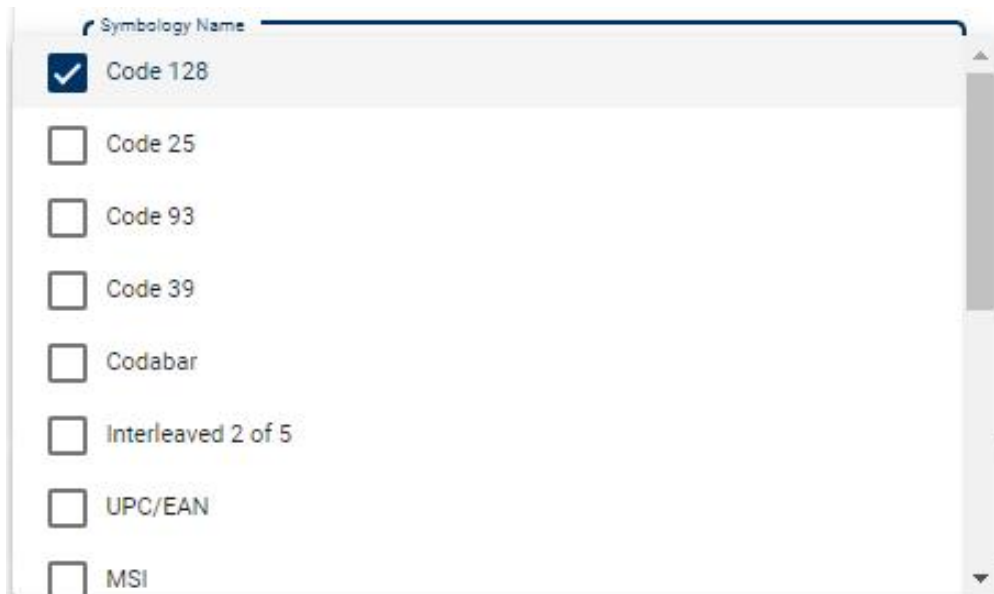 Symbology Name
Code 128
Code 25
Code 93
Code 39
Codabar
Interleaved 2 of 5
UPC/EAN
MSI